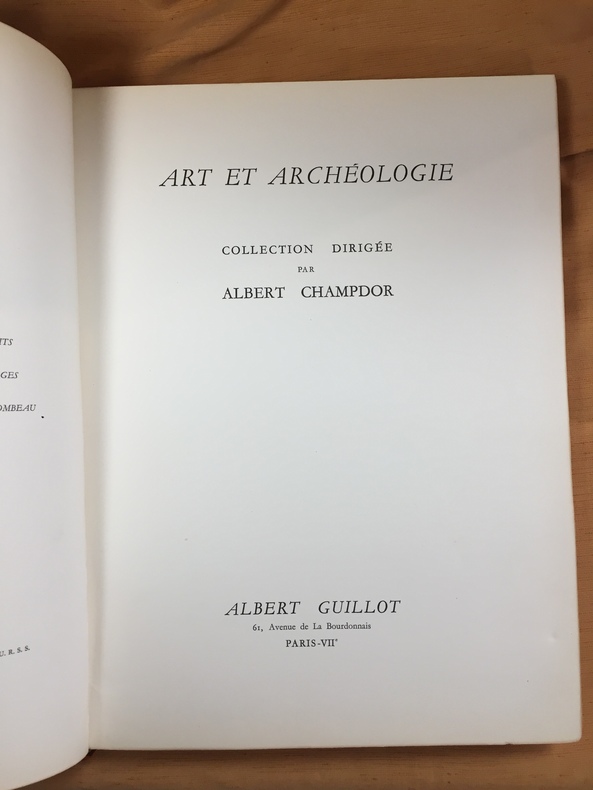 ART ET ARCHÉOLOGIE
COLLECTION DIRIGÉE
PAR
ALBERT CHAMPDOR
ALBERT GUILLOT
61, Avenue de La Bourdonnais
PARIS-VIIᵉ
U. R. S. S.